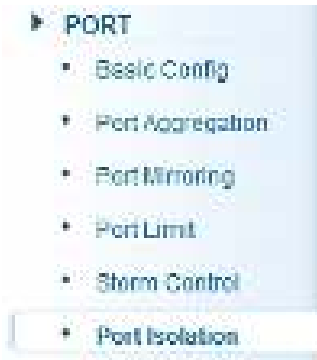 PORT
Basic Config
Port Aggregation
Port Mirroring
Port Limit
Storm Control
Port Isolation